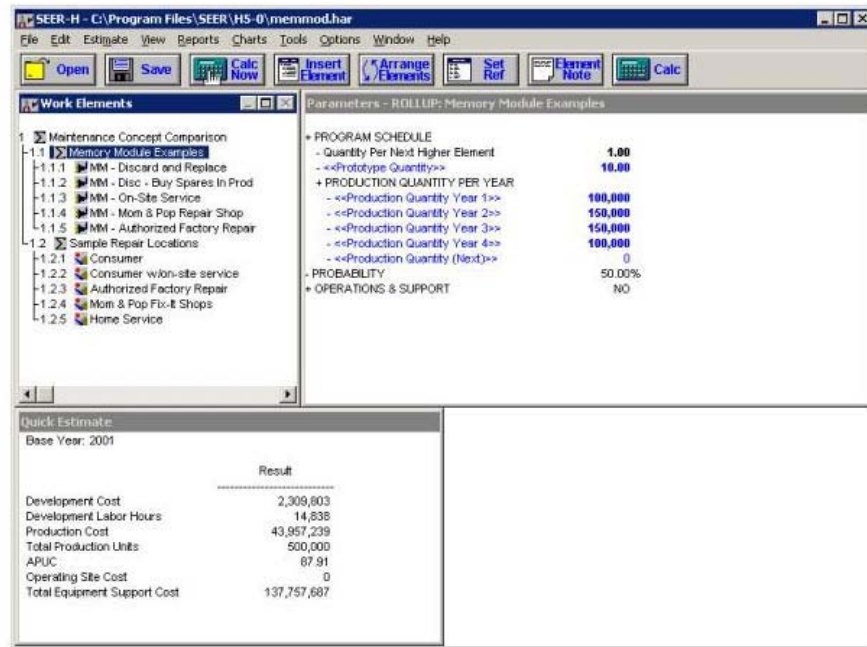 SEER-H - C:\Program Files\SEER\H5-0\memmod.har
File Edit Estimate View Reports Charts Tools Options Window Help
Open Save Calc Now Insert Element Arrange Elements Set Ref Element Note Calc
Work Elements
1 Maintenance Concept Comparison
1.1 Memory Module Examples
1.1.1 MM - Discard and Replace
1.1.2 MM - Disc - Buy Spares In Prod
1.1.3 MM - On-Site Service
1.1.4 MM - Mom & Pop Repair Shop
1.1.5 MM - Authorized Factory Repair
1.2 Sample Repair Locations
1.2.1 Consumer
1.2.2 Consumer w/on-site service
1.2.3 Authorized Factory Repair
1.2.4 Mom & Pop Fix-It Shops
1.2.5 Home Service
Parameters - ROLLUP: Memory Module Examples
+ PROGRAM SCHEDULE
- Quantity Per Next Higher Element 1.00
- <<Prototype Quantity>> 10.00
+ PRODUCTION QUANTITY PER YEAR
- <<Production Quantity Year 1>> 100,000
- <<Production Quantity Year 2>> 150,000
- <<Production Quantity Year 3>> 150,000
- <<Production Quantity Year 4>> 100,000
- <<Production Quantity (Next)>> 0
- PROBABILITY 50.00%
+ OPERATIONS & SUPPORT NO
Quick Estimate
Base Year: 2001
Result
Development Cost 2,309,803
Development Labor Hours 14,838
Production Cost 43,957,239
Total Production Units 500,000
APUC 87.91
Operating Site Cost 0
Total Equipment Support Cost 137,757,687